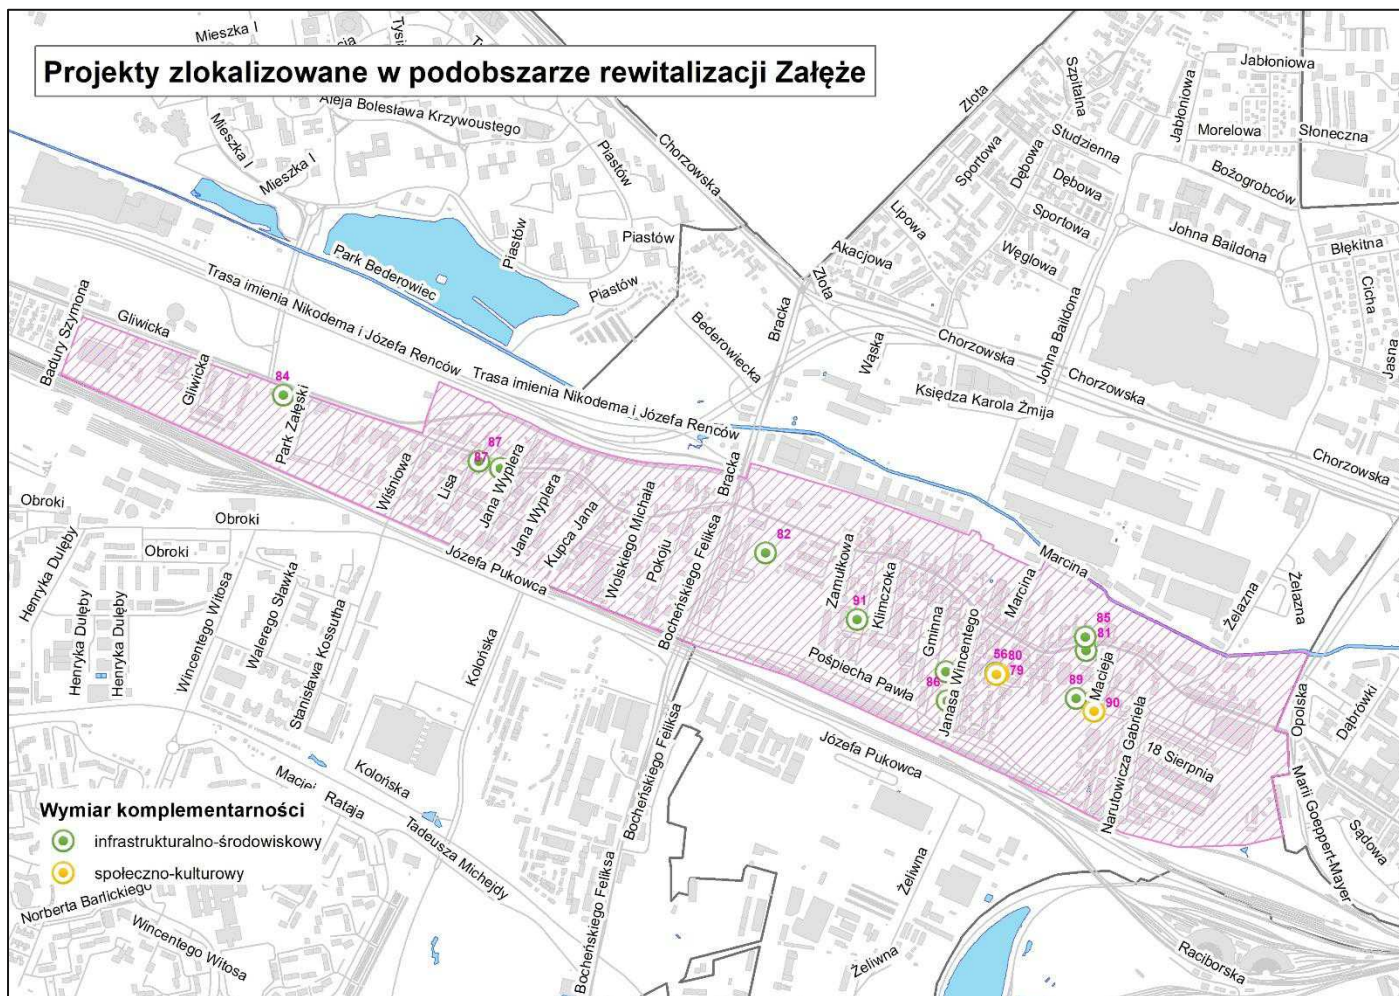 Mieszka I
Projekty zlokalizowane w podobszarze rewitalizacji Załęże
Aleja Bolesława Krzywoustego
Mieszka I
Mieszka I
Piastów
Piastów
Piastów
Piastów
Park Bederowiec
Chorzowska
Złota
Szpitalna
Jabłoniowa
Jabłoniowa
Morelowa
Słoneczna
Studzienna
Bożogrobców
Sportowa
Dębowa
Dębowa
Sportowa
Lipowa
Węglowa
Akacjowa
Johna Baildona
Błękitna
Cicha
Jasna
Złota
Bracka
Bederowiecka
Wąska
Chorzowska
Johna Baildona
Chorzowska
Księdza Karola Żmija
Chorzowska
Trasa imienia Nikodema i Józefa Renców
Trasa imienia Nikodema i Józefa Renców
Badury Szymona
Gliwicka
Gliwicka
84
Park Załęski
Wiśniowa
Lisa
87
87
Jana Wyplera
Jana Wyplera
Kupca Jana
Wolskiego Michała
Pokoju
Bracka
Bocheńskiego Feliksa
82
Zamułkowa
91
Klimczoka
Gminna
Janasa Wincentego
86
Pośpiecha Pawła
Marcina
Marcina
5680
79
85
81
89
Macieja
90
Narutowicza Gabriela
18 Sierpnia
Żelazna
Żelazna
Opolska
Dąbrówki
Marii Goeppert-Mayer
Sądowa
Obroki
Obroki
Obroki
Henryka Dulęby
Henryka Dulęby
Henryka Dulęby
Wincentego Witosa
Walerego Sławka
Stanisława Kossutha
Józefa Pukowca
Józefa Pukowca
Kolońska
Kolońska
Bocheńskiego Feliksa
Bocheńskiego Feliksa
Rataja
Tadeusza Michejdy
Żeliwna
Żeliwna
Raciborska
Wymiar komplementarności
infrastrukturalno-środowiskowy
społeczno-kulturowy
Norberta Barlickiego
Wincentego Witosa